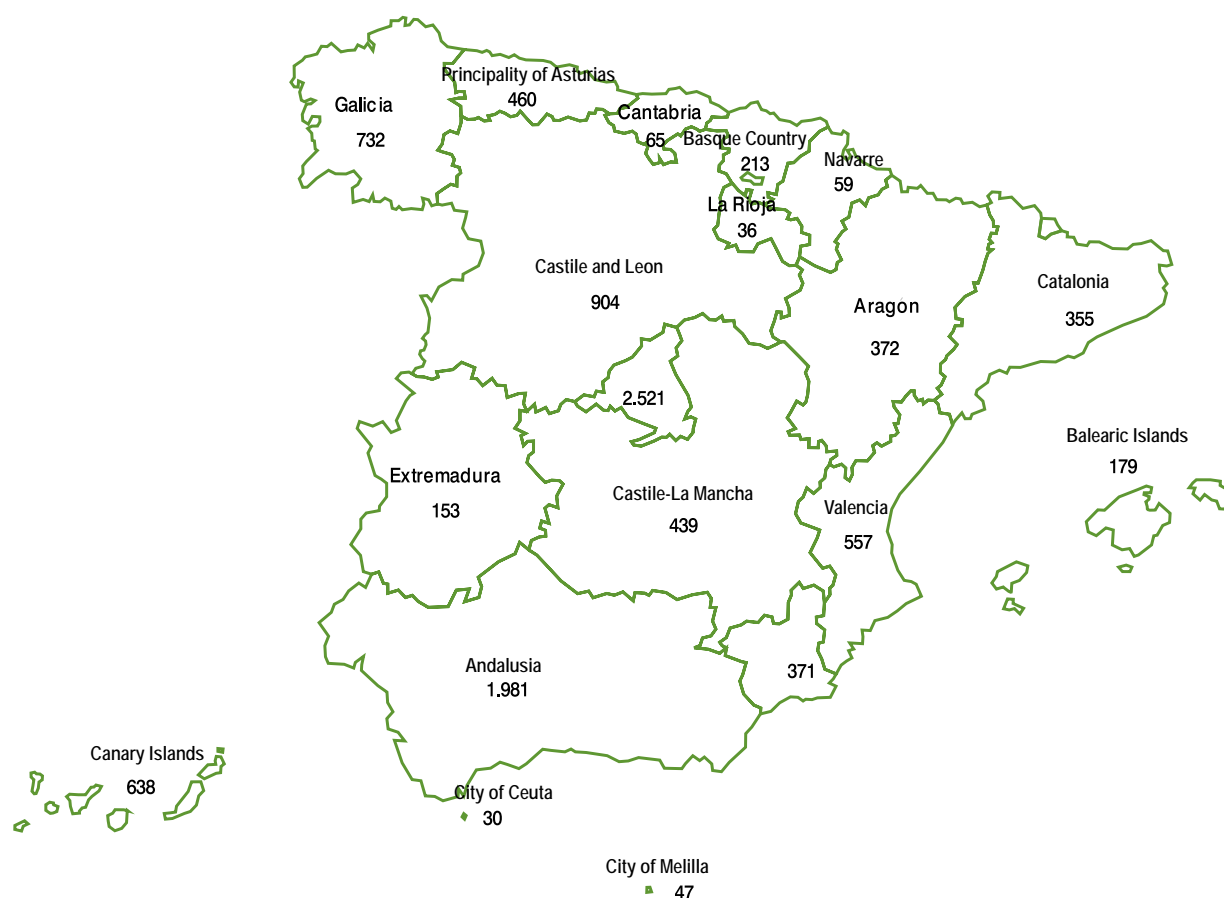 Principality of Asturias
460
Galicia
732
Cantabria
65
Basque Country
213
Navarre
59
La Rioja
36
Castile and Leon
904
Aragon
372
Catalonia
355
2.521
Balearic Islands
179
Extremadura
153
Castile-La Mancha
439
Valencia
557
Andalusia
1.981
371
Canary Islands
638
City of Ceuta
30
City of Melilla
47